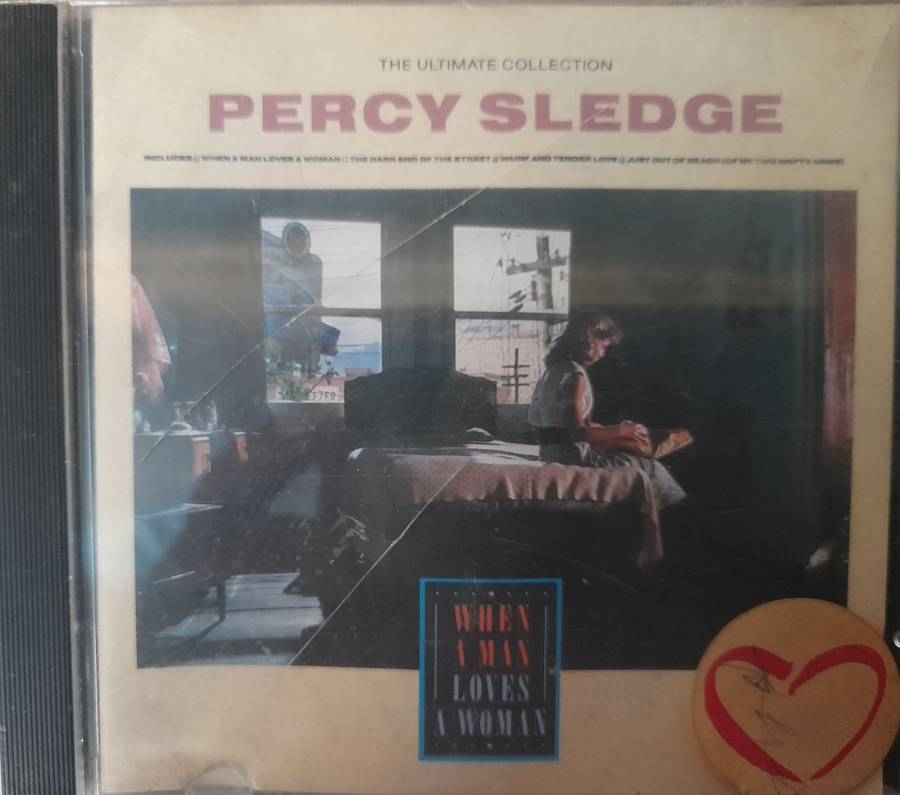 THE ULTIMATE COLLECTION
PERCY SLEDGE
INCLUDES :: WHEN A MAN LOVES A WOMAN :: THE DARK END OF THE STREET :: WARM AND TENDER LOVE :: JUST OUT OF REACH (OF MY TWO EMPTY ARMS)
WHEN
A MAN
LOVES
A WOMAN